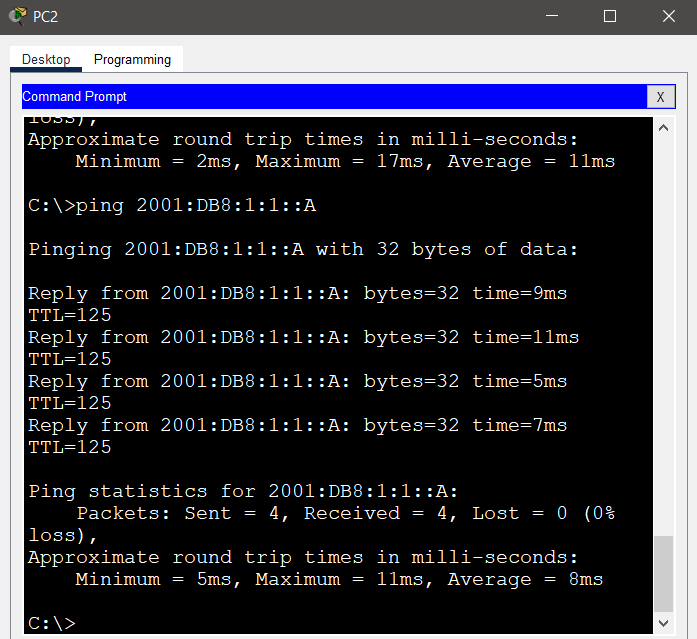 PC2
Desktop
Programming
Command Prompt
X
loss),
Approximate round trip times in milli-seconds:
    Minimum = 2ms, Maximum = 17ms, Average = 11ms
C:\>ping 2001:DB8:1:1::A
Pinging 2001:DB8:1:1::A with 32 bytes of data:
Reply from 2001:DB8:1:1::A: bytes=32 time=9ms
TTL=125
Reply from 2001:DB8:1:1::A: bytes=32 time=11ms
TTL=125
Reply from 2001:DB8:1:1::A: bytes=32 time=5ms
TTL=125
Reply from 2001:DB8:1:1::A: bytes=32 time=7ms
TTL=125
Ping statistics for 2001:DB8:1:1::A:
    Packets: Sent = 4, Received = 4, Lost = 0 (0%
loss),
Approximate round trip times in milli-seconds:
    Minimum = 5ms, Maximum = 11ms, Average = 8ms
C:\>